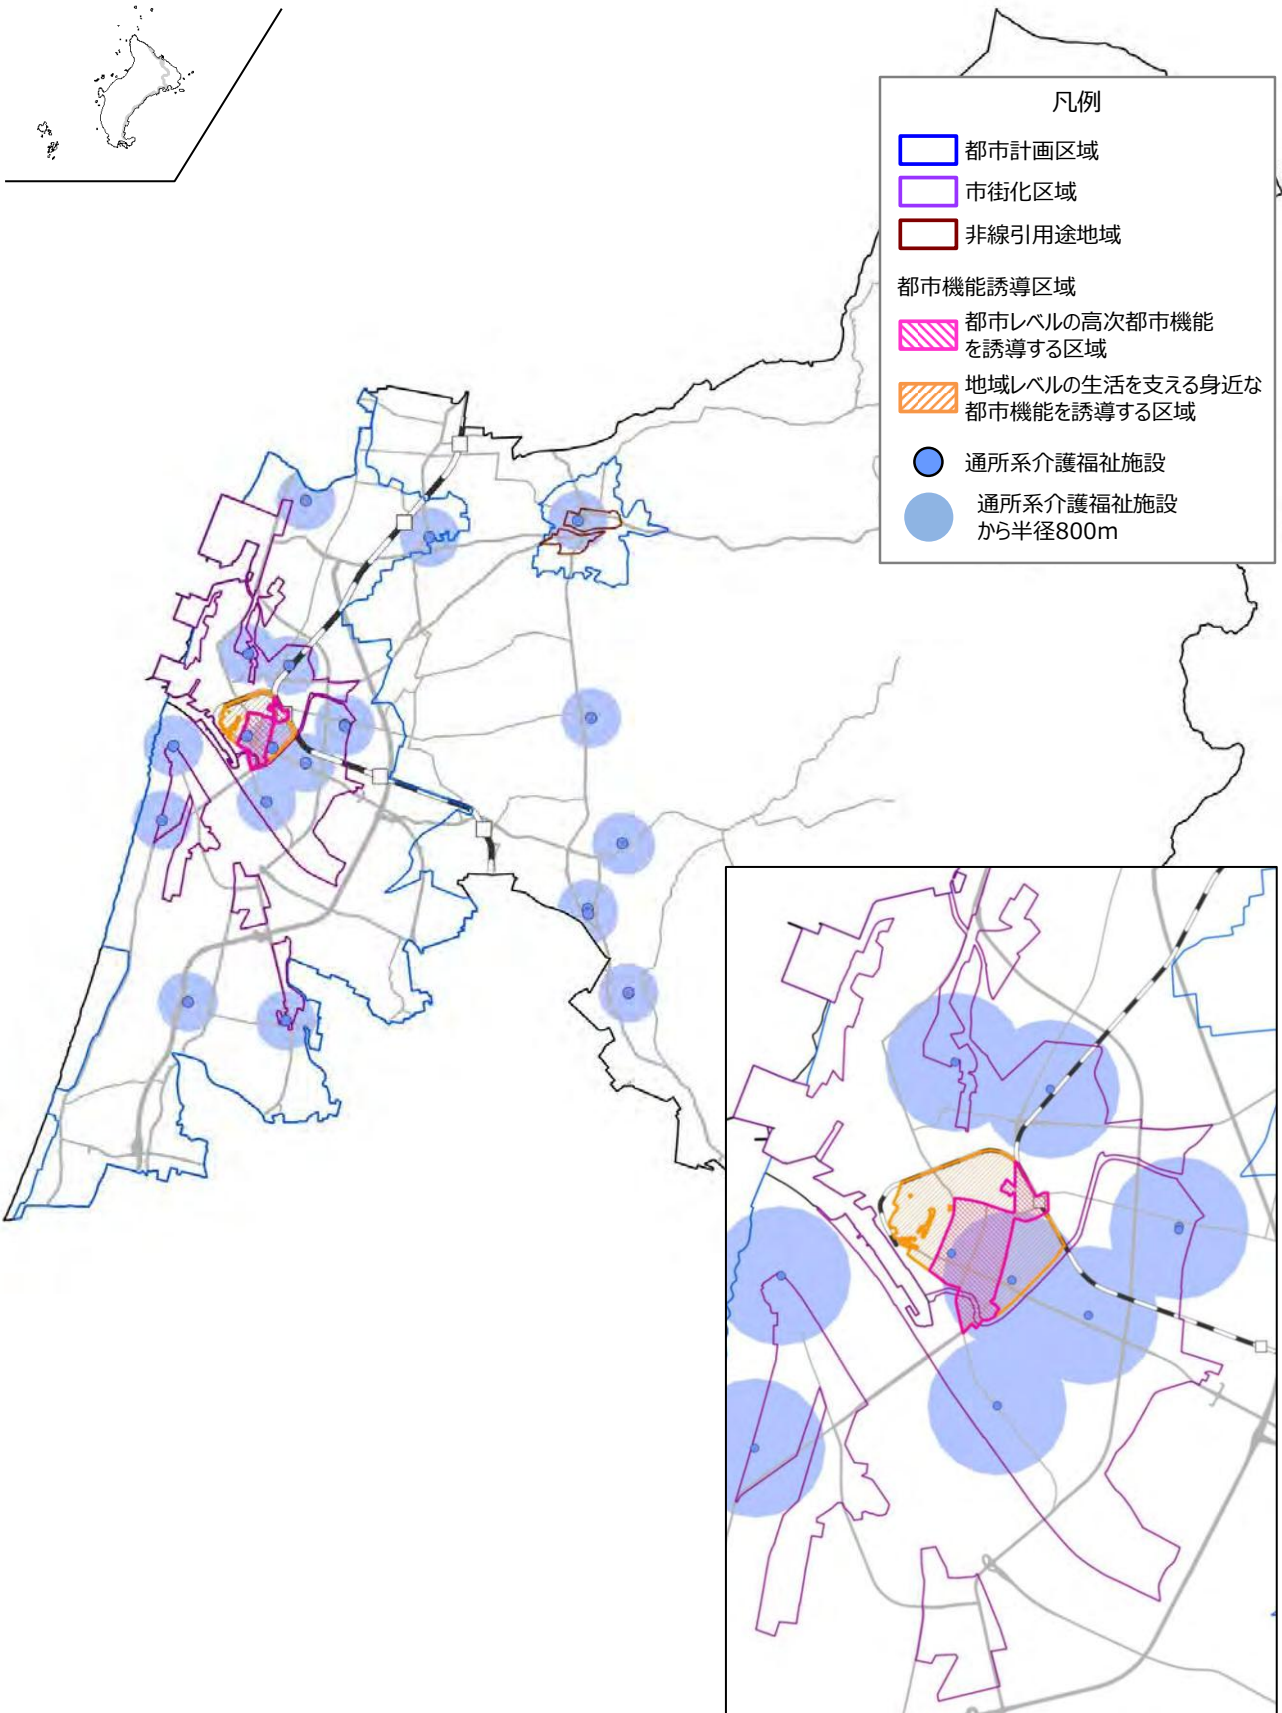 凡例
都市計画区域
市街化区域
非線引用途地域
都市機能誘導区域
都市レベルの高次都市機能
を誘導する区域
地域レベルの生活を支える身近な
都市機能を誘導する区域
通所系介護福祉施設
通所系介護福祉施設
から半径800m